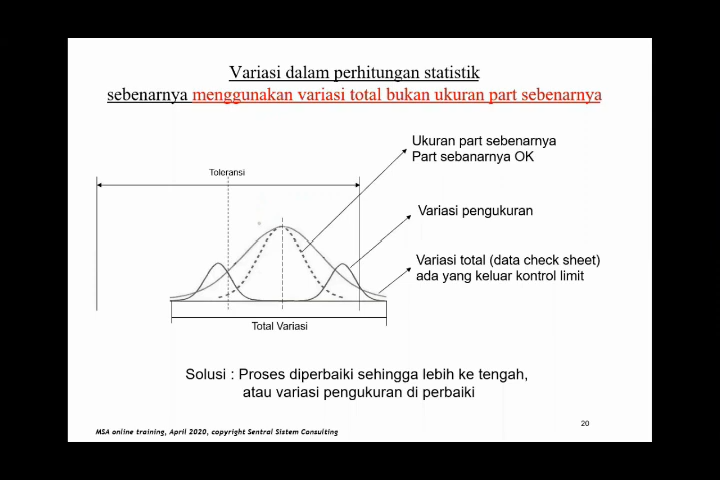 Variasi dalam perhitungan statistik
sebenarnya menggunakan variasi total bukan ukuran part sebenarnya
Ukuran part sebenarnya
Part sebanarnya OK
Toleransi
Variasi pengukuran
Variasi total (data check sheet)
ada yang keluar kontrol limit
Total Variasi
Solusi : Proses diperbaiki sehingga lebih ke tengah,
atau variasi pengukuran di perbaiki
20
MSA online training, April 2020, copyright Sentral Sistem Consulting